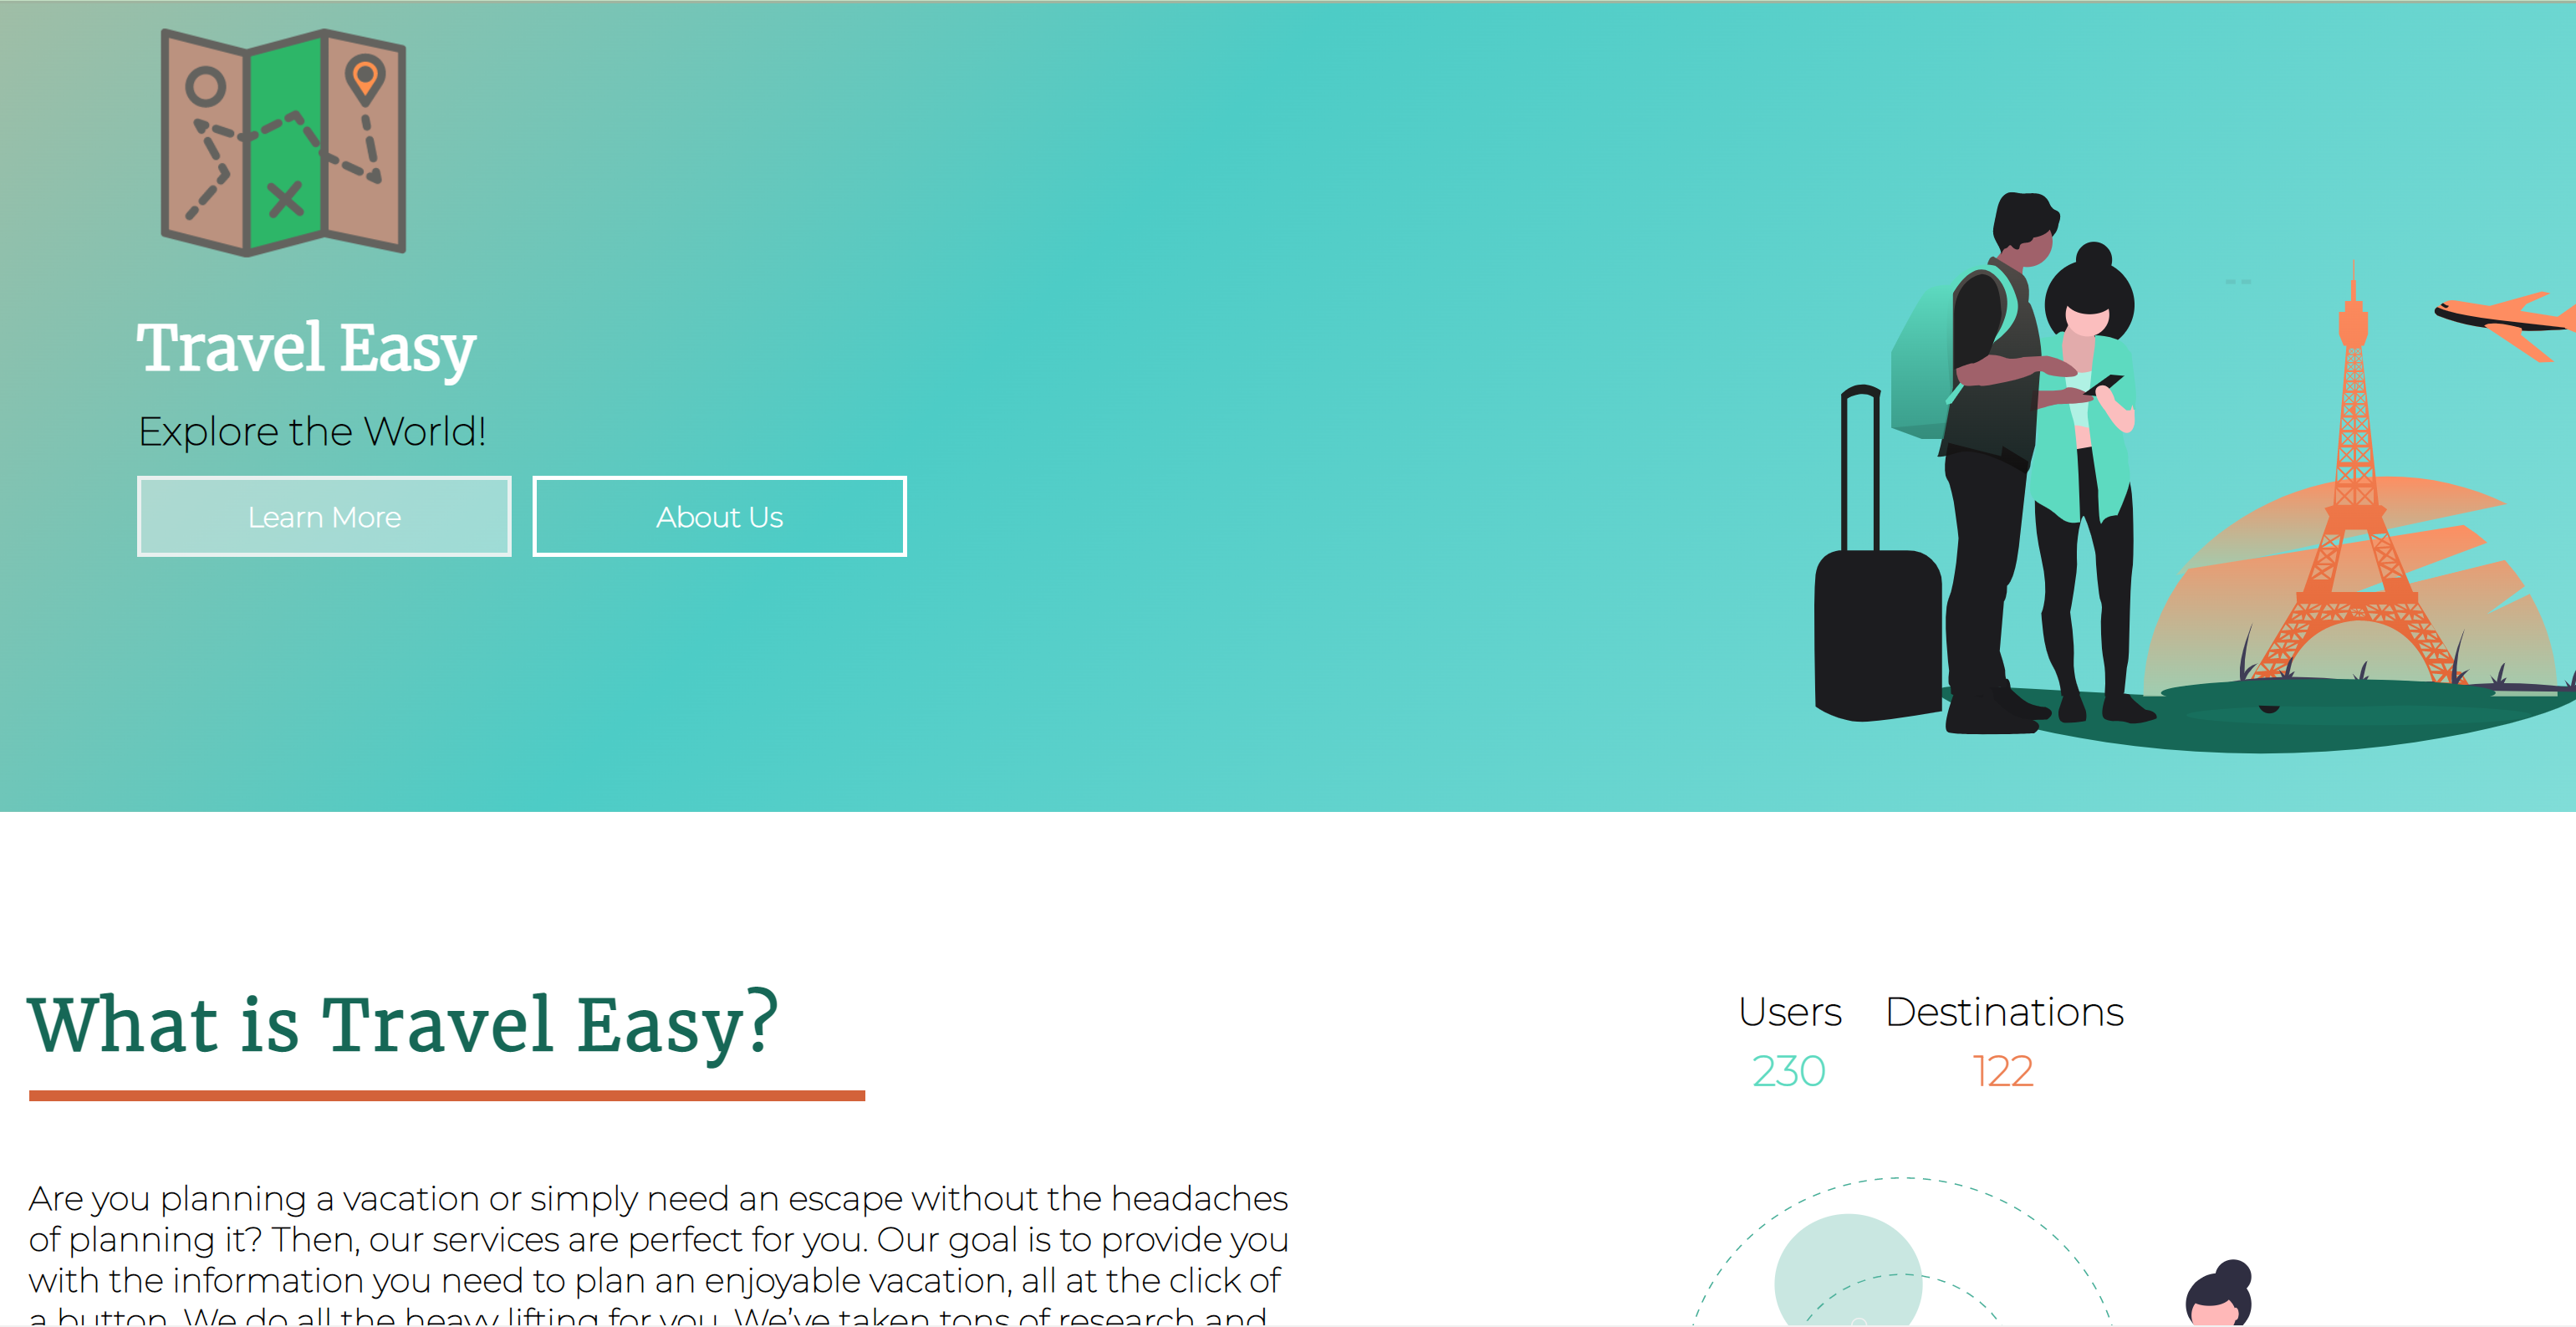 Travel Easy
Explore the World!
Learn More
About Us
What is Travel Easy?
Users Destinations
230 122
Are you planning a vacation or simply need an escape without the headaches
of planning it? Then, our services are perfect for you. Our goal is to provide you
with the information you need to plan an enjoyable vacation, all at the click of
a button. We do all the heavy lifting for you. We’ve taken tons of research and